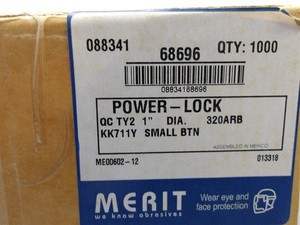 088341 68696 QTY: 1000
08834168696
POWER-LOCK
QC TY2 1" DIA. 320ARB
KK711Y SMALL BTN
ASSEMBLED IN MEXICO
ME00602-12 013318
MERIT
we know abrasives
Wear eye and
face protection